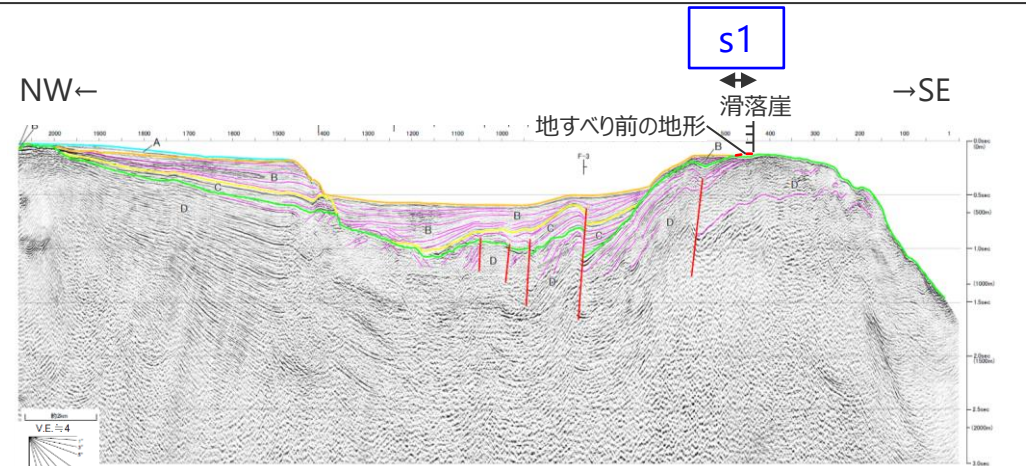 s1
NW←
→SE
滑落崖
地すべり前の地形
2000 1900 1800 1700 1600 1500 1400 1300 1200 1100 1000 900 500 400 300 200 100 1
F-3
A
B
B
C
D
B
B
C
C
D
D
D
D
B
0.0sec
(0m)
0.5sec
(500m)
1.0sec
(1000m)
1.5sec
2.0sec
(1500m)
2.5sec
(2000m)
3.0sec
約2km
V.E.≒4